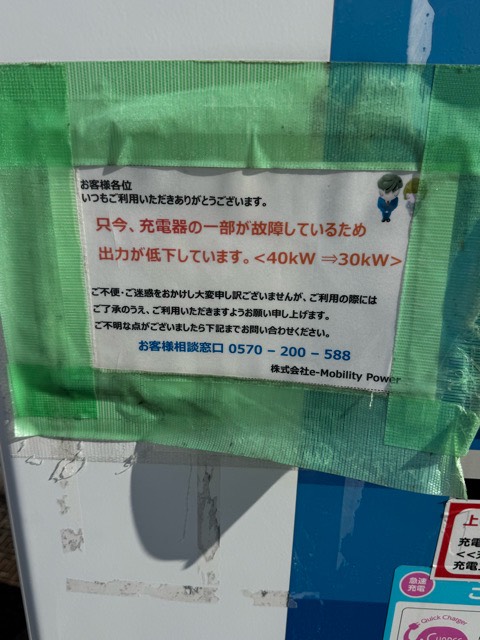 お客様各位
いつもご利用いただきありがとうございます。
只今、充電器の一部が故障しているため
出力が低下しています。<40kW ⇒30kW>
ご不便・ご迷惑をおかけし大変申し訳ございませんが、ご利用の際には
ご了承のうえ、ご利用いただきますようお願い申し上げます。
ご不明な点がございましたら下記までお問い合わせください。
お客様相談窓口 0570 – 200 – 588
株式会社e-Mobility Power
上
充電
<<
充電
急速
充電
Quick Charger